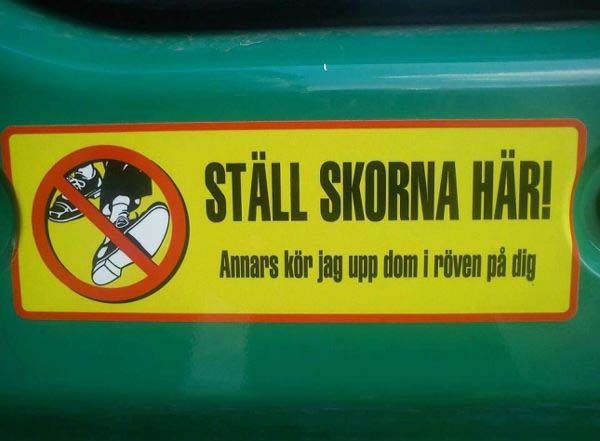 STÄLL SKORNA HÄR!
Annars kör jag upp dom i röven på dig